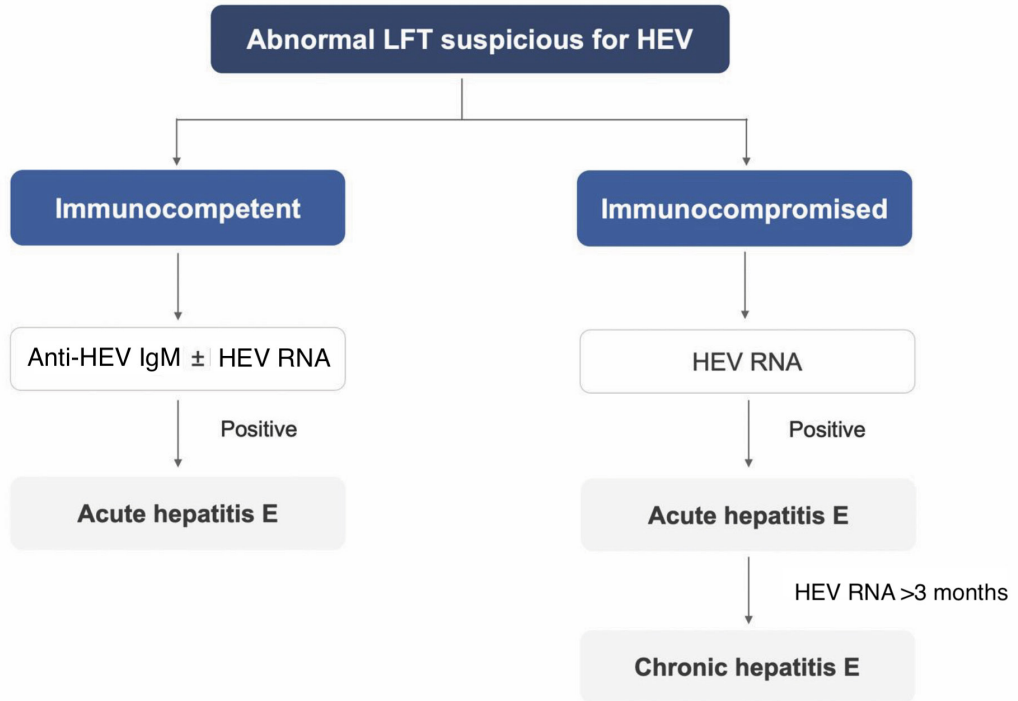 Abnormal LFT suspicious for HEV
Immunocompetent
Immunocompromised
Anti-HEV IgM ± HEV RNA
HEV RNA
Positive
Positive
Acute hepatitis E
Acute hepatitis E
HEV RNA >3 months
Chronic hepatitis E